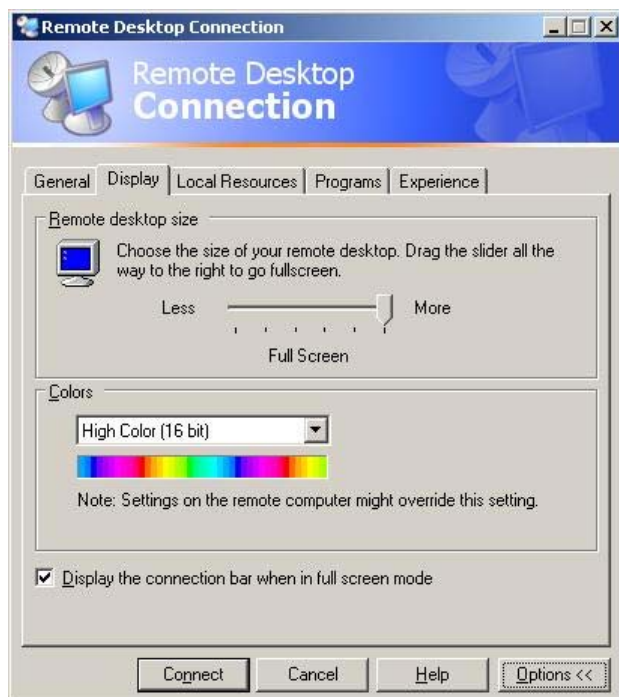 Remote Desktop Connection
Remote Desktop
Connection
General Display Local Resources Programs Experience
Remote desktop size
Choose the size of your remote desktop. Drag the slider all the
way to the right to go fullscreen.
Less More
Full Screen
Colors
High Color (16 bit)
Note: Settings on the remote computer might override this setting.
Display the connection bar when in full screen mode
Connect Cancel Help Options <<